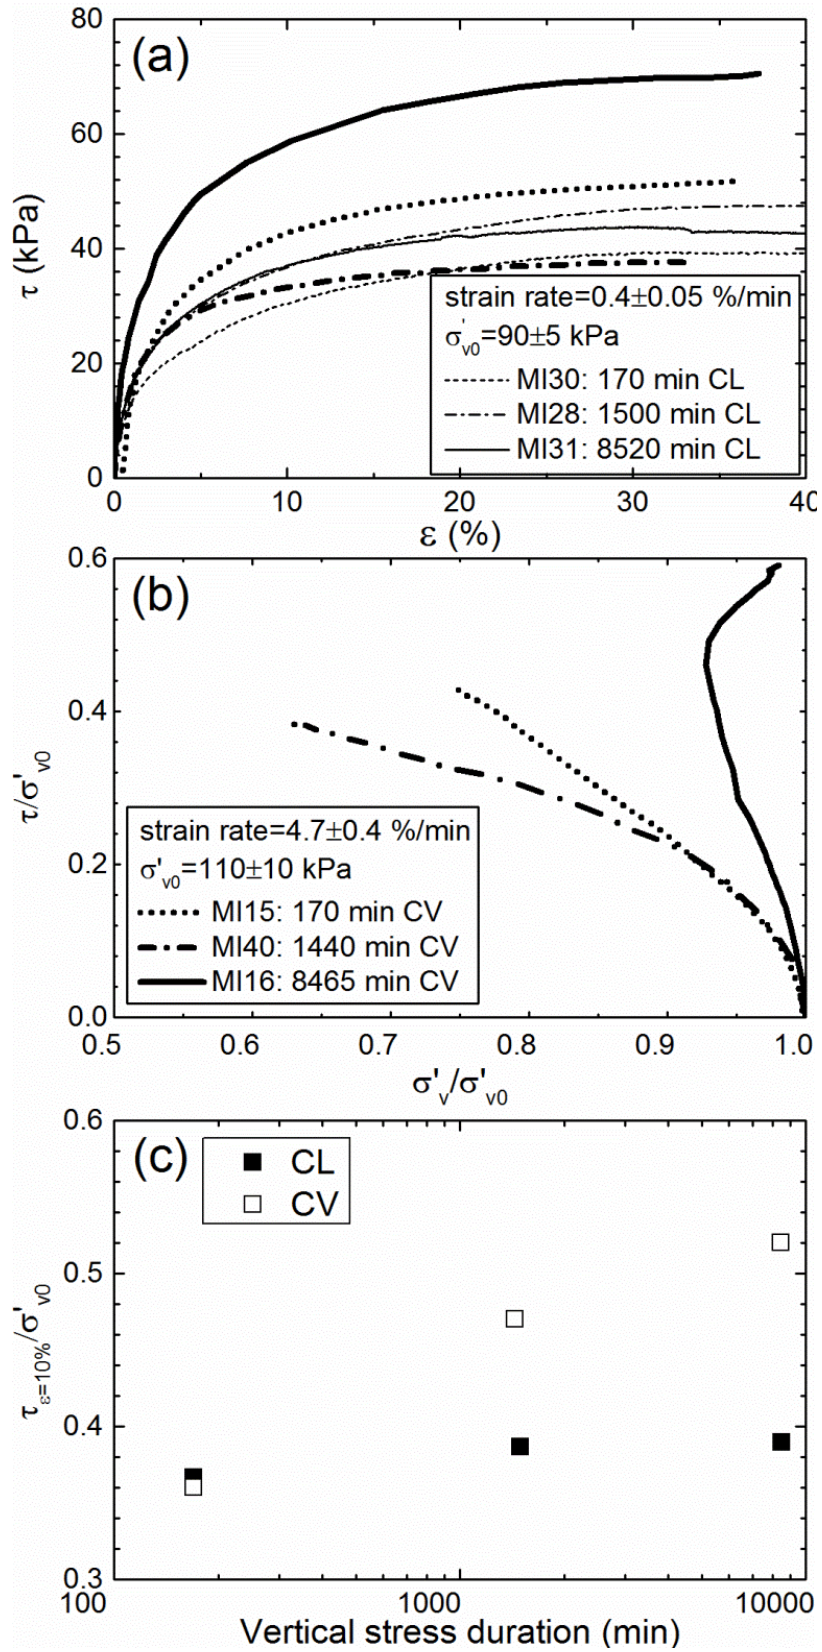 (a)
80
60
40
20
0
τ (kPa)
strain rate=0.4±0.05 %/min
σ'v0=90±5 kPa
MI30: 170 min CL
MI28: 1500 min CL
MI31: 8520 min CL
0 10 20 30 40
ε (%)
(b)
0.6
0.4
0.2
0.0
τ/σ'v0
strain rate=4.7±0.4 %/min
σ'v0=110±10 kPa
MI15: 170 min CV
MI40: 1440 min CV
MI16: 8465 min CV
0.5 0.6 0.7 0.8 0.9 1.0
σ'v/σ'v0
(c)
CL
CV
0.6
0.5
0.4
0.3
τε=10%/σ'v0
100 1000 10000
Vertical stress duration (min)